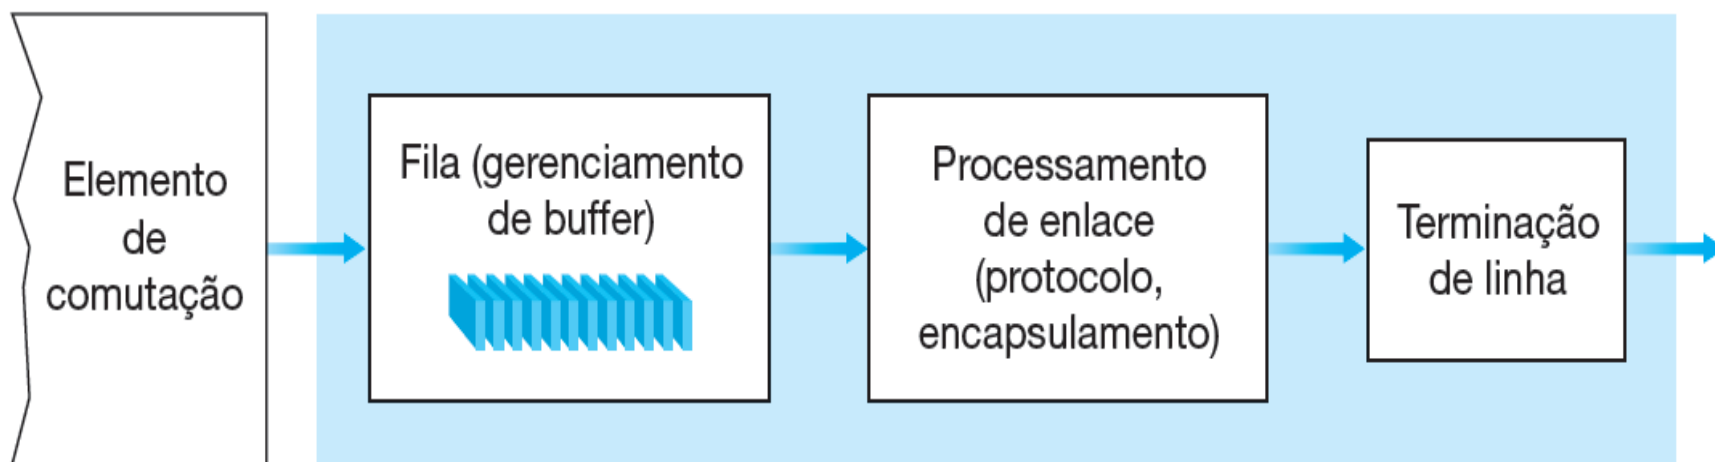 Elemento
de
comutação
Fila (gerenciamento
de buffer)
Processamento
de enlace
(protocolo,
encapsulamento)
Terminação
de linha